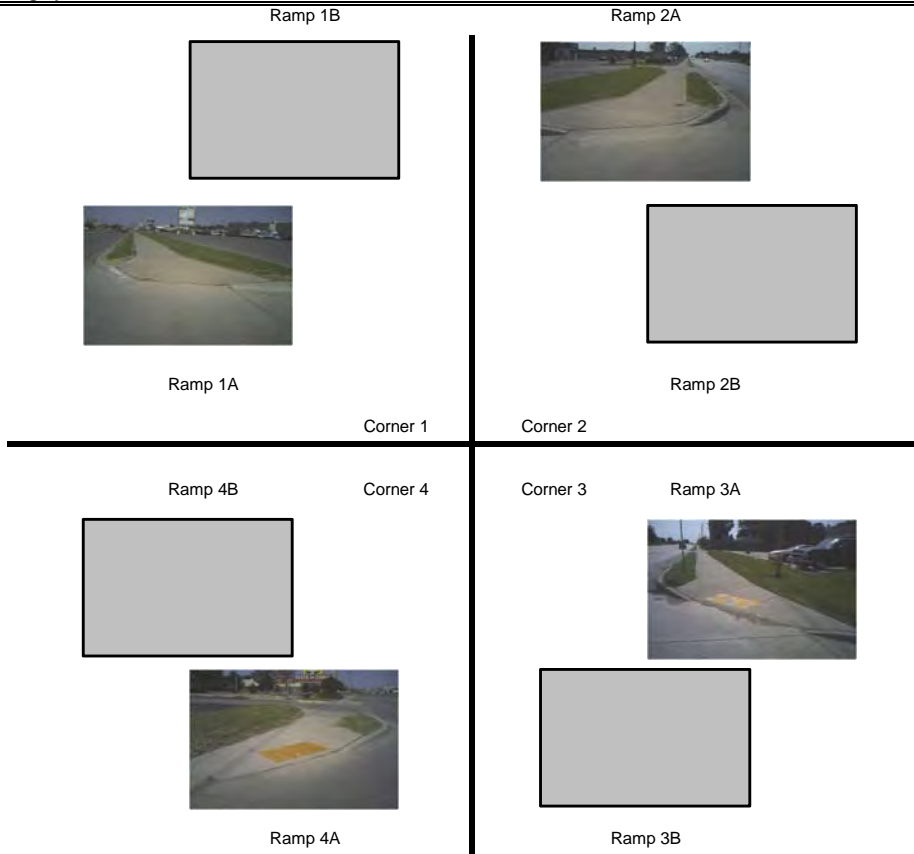 Ramp 1B
Ramp 2A
Ramp 1A
Ramp 2B
Corner 1
Corner 2
Ramp 4B
Corner 4
Corner 3
Ramp 3A
Ramp 4A
Ramp 3B